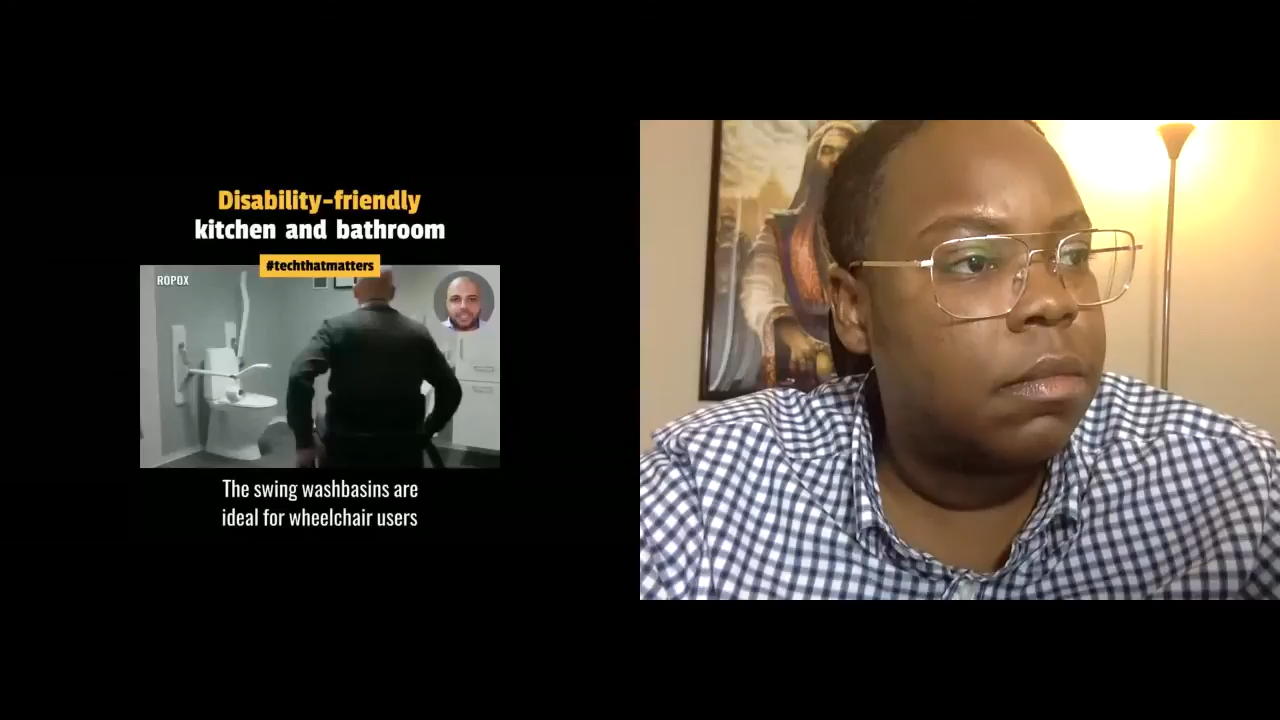 Disability-friendly
kitchen and bathroom
#techthatmatters
ROPOX
The swing washbasins are
ideal for wheelchair users